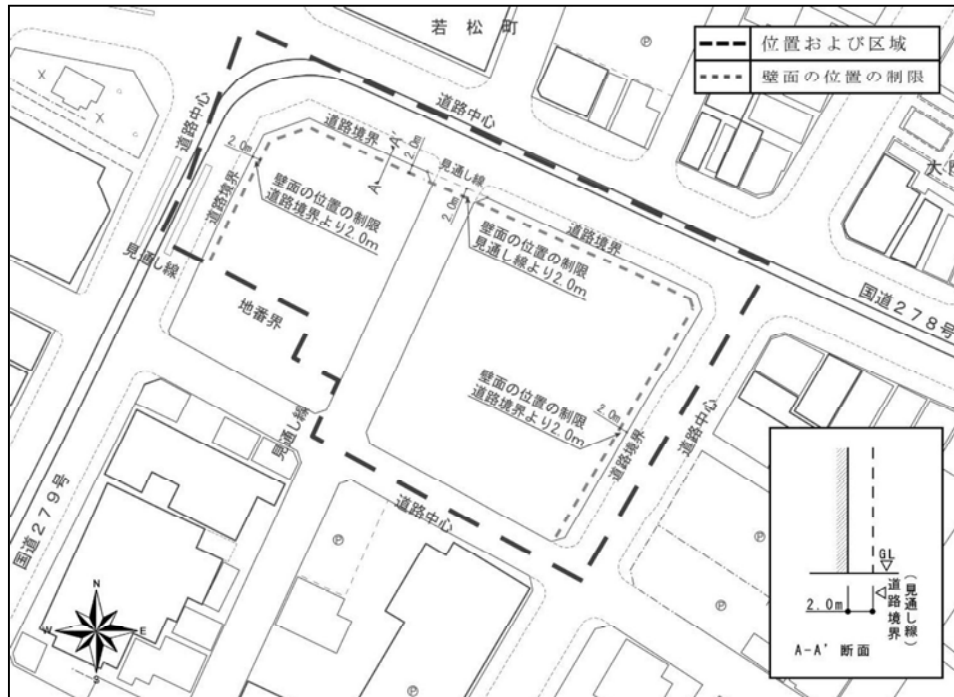 若松町
Ⓟ
位置および区域
壁面の位置の制限
道路中心
道路中心
道路境界
A'
A
2.0m
見通し線
2.0m
2.0m
道路境界
壁面の位置の制限
道路境界より2.0m
道路境界
壁面の位置の制限
見通し線より2.0m
見通し線
地番界
国道278号
壁面の位置の制限
道路境界より2.0m
2.0m
道路境界
道路中心
見通し線
道路中心
国道279号
Ⓟ
Ⓟ
Ⓟ
N
W
E
S
GL
2.0m
道路境界
(見通し線)
A-A' 断面